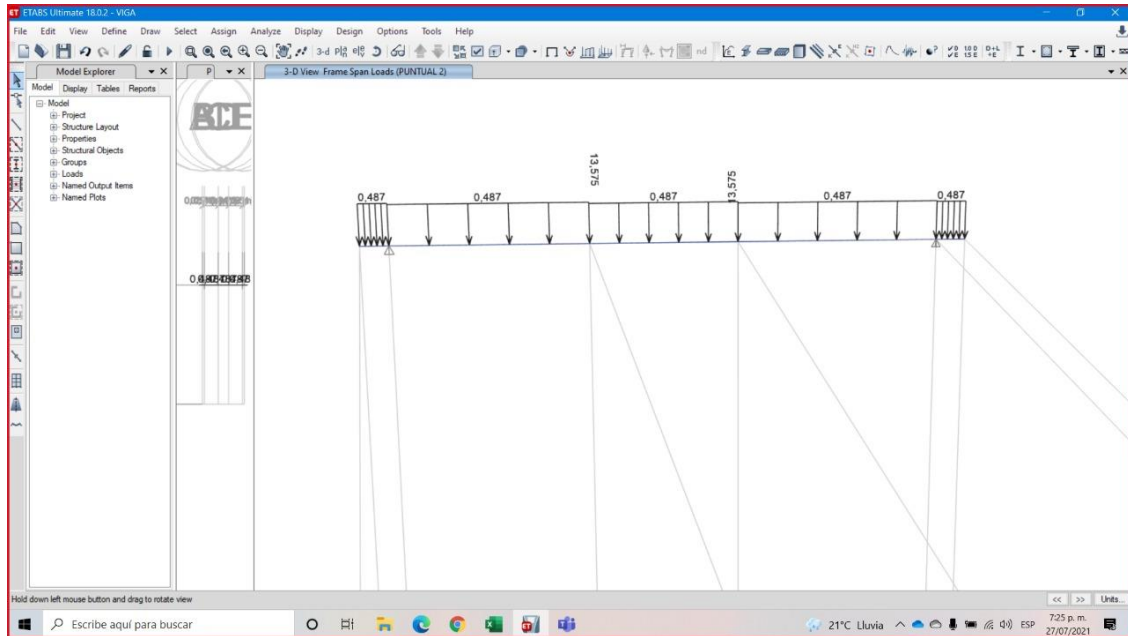 ETABS Ultimate 18.0.2 - VIGA
File Edit View Define Draw Select Assign Analyze Display Design Options Tools Help
3-d
nd
Model Explorer
P
3-D View Frame Span Loads (PUNTUAL 2)
Model Display Tables Reports
Model
Project
Structure Layout
Properties
Structural Objects
Groups
Loads
Named Output Items
Named Plots
13,575
13,575
0,487 0,487 0,487 0,487 0,487
Hold down left mouse button and drag to rotate view
<< >> Units...
Escribe aquí para buscar
21°C Lluvia
ESP
7:25 p. m.
27/07/2021